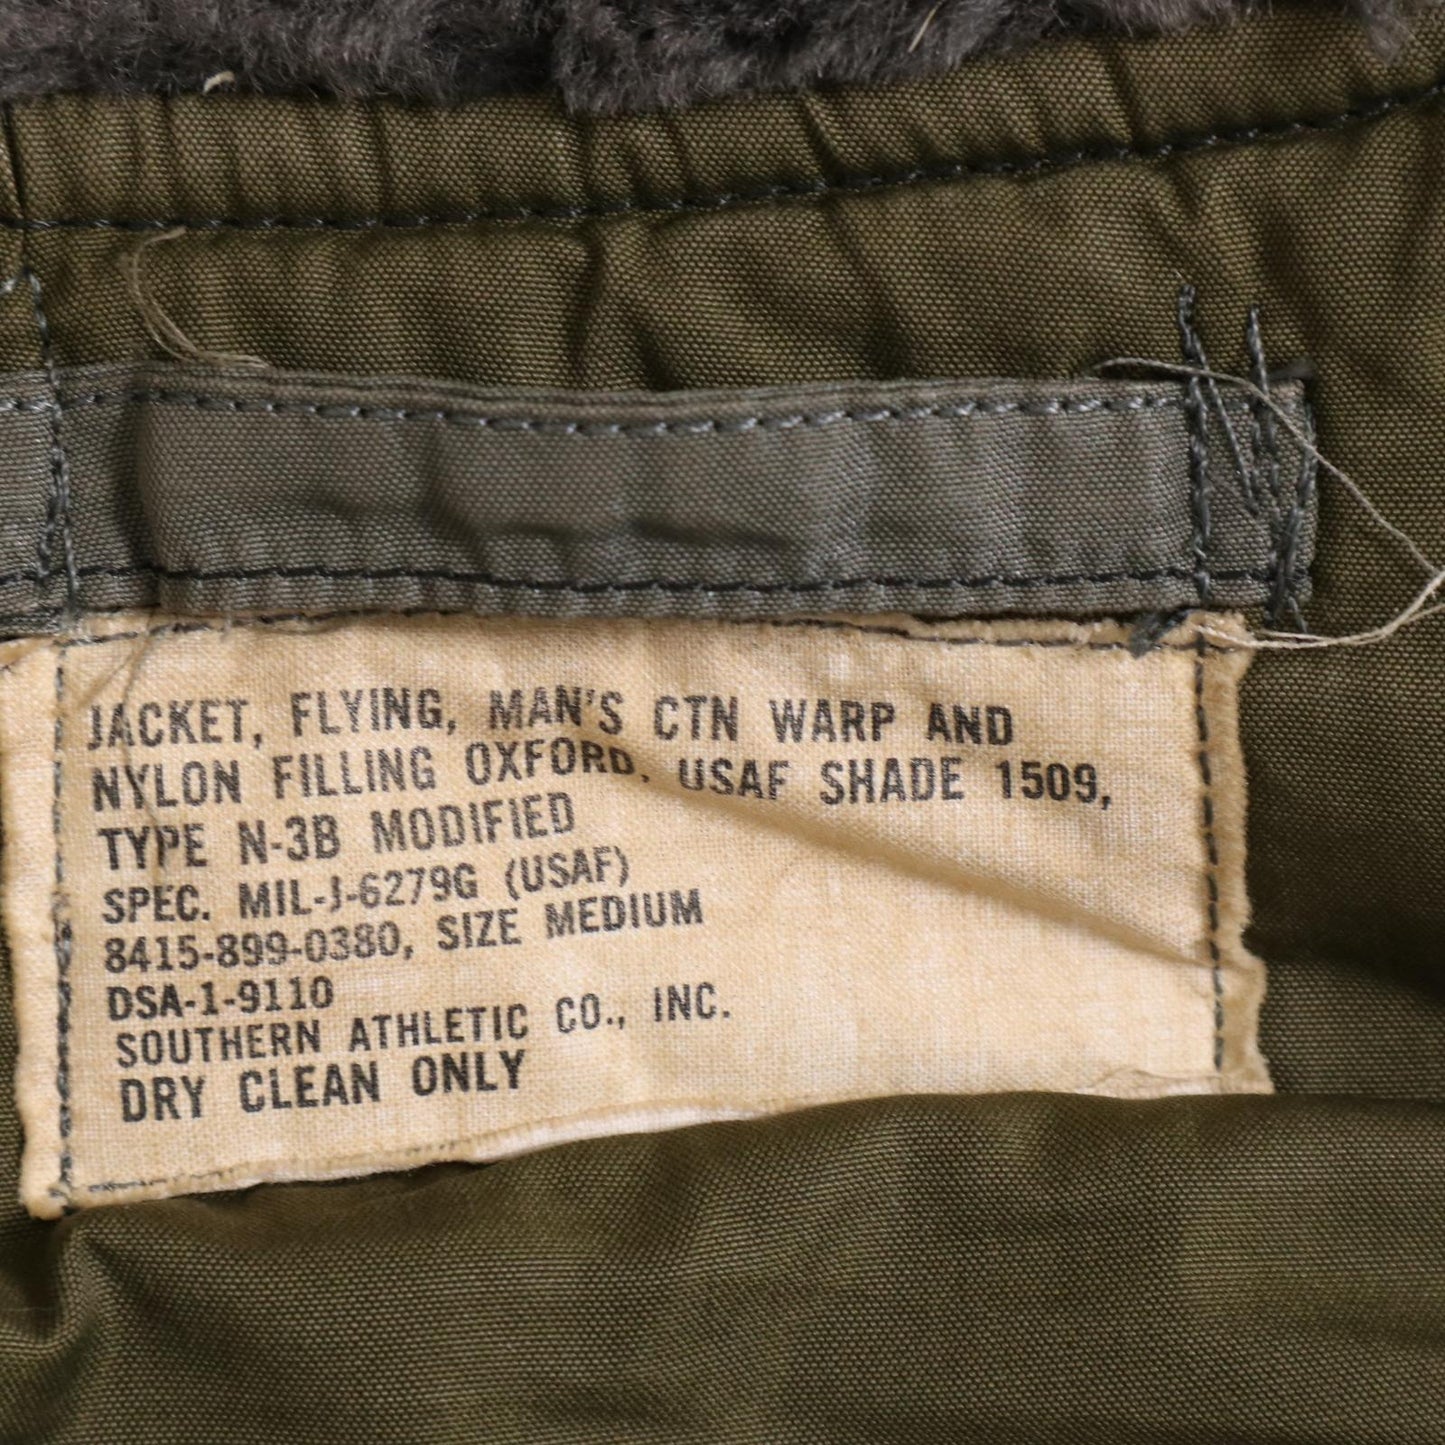 JACKET, FLYING, MAN'S CTN WARP AND
NYLON FILLING OXFORD, USAF SHADE 1509,
TYPE N-3B MODIFIED
SPEC. MIL-J-6279G (USAF)
8415-899-0380, SIZE MEDIUM
DSA-1-9110
SOUTHERN ATHLETIC CO., INC.
DRY CLEAN ONLY